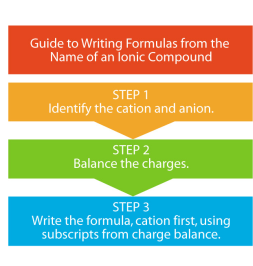 Guide to Writing Formulas from the
Name of an Ionic Compound
STEP 1
Identify the cation and anion.
STEP 2
Balance the charges.
STEP 3
Write the formula, cation first, using
subscripts from charge balance.